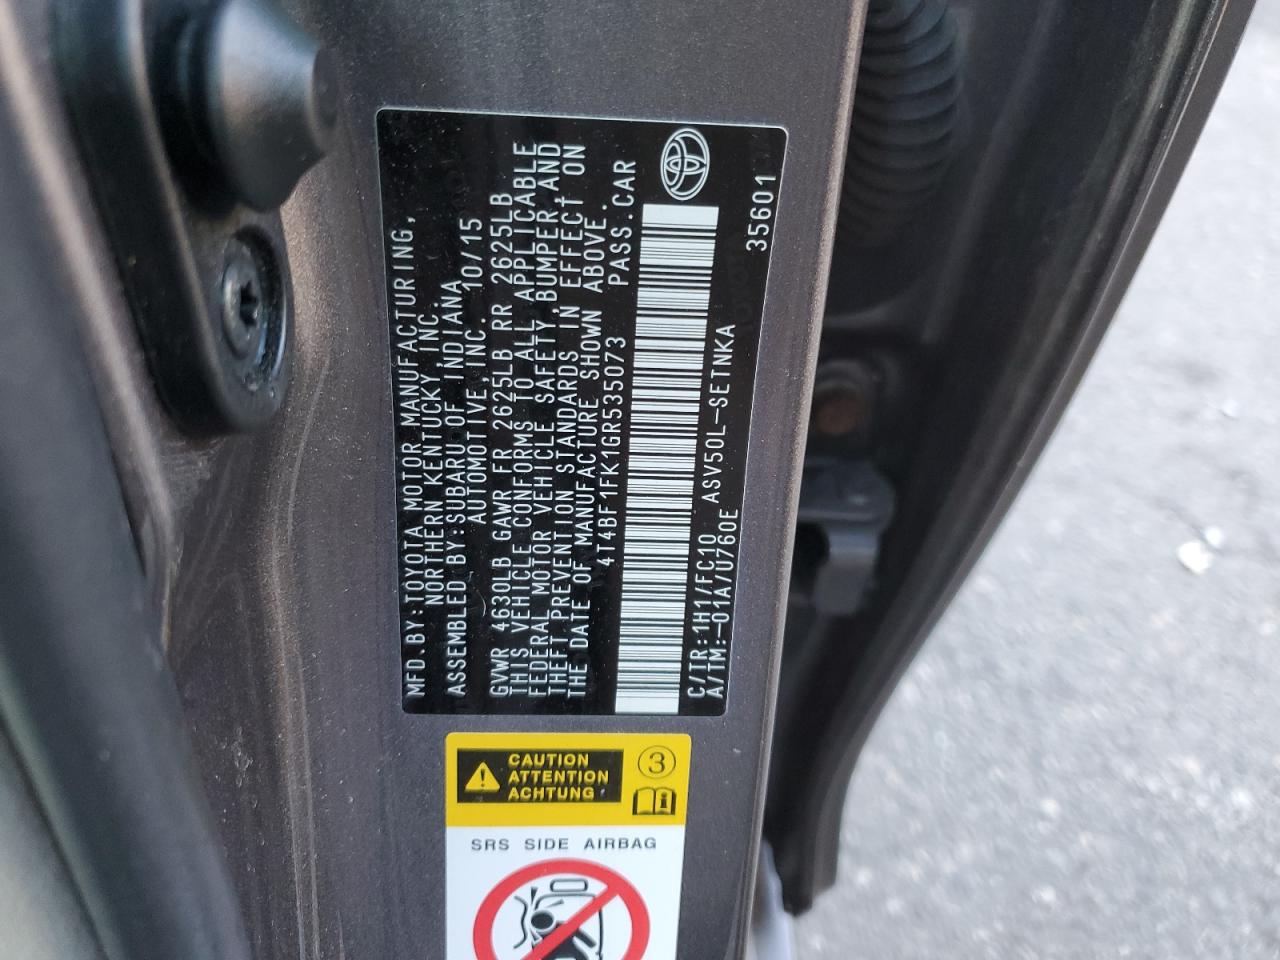 MFD.BY:TOYOTA MOTOR MANUFACTURING,
NORTHERN KENTUCKY, INC.
ASSEMBLED BY:SUBARU OF INDIANA
AUTOMOTIVE, INC. 10/15
GVWR 4630LB GAWR FR 2625LB RR 2625LB
THIS VEHICLE CONFORMS TO ALL APPLICABLE
FEDERAL MOTOR VEHICLE SAFETY,BUMPER,AND
THEFT PREVENTION STANDARDS IN EFFECT ON
THE DATE OF MANUFACTURE SHOWN ABOVE.
4T4BF1FK1GR535073 PASS.CAR
C/TR:1H1/FC10 ASV50L-SETNKA
A/TM:-01A/U760E 35601
CAUTION
ATTENTION
ACHTUNG
3
SRS SIDE AIRBAG